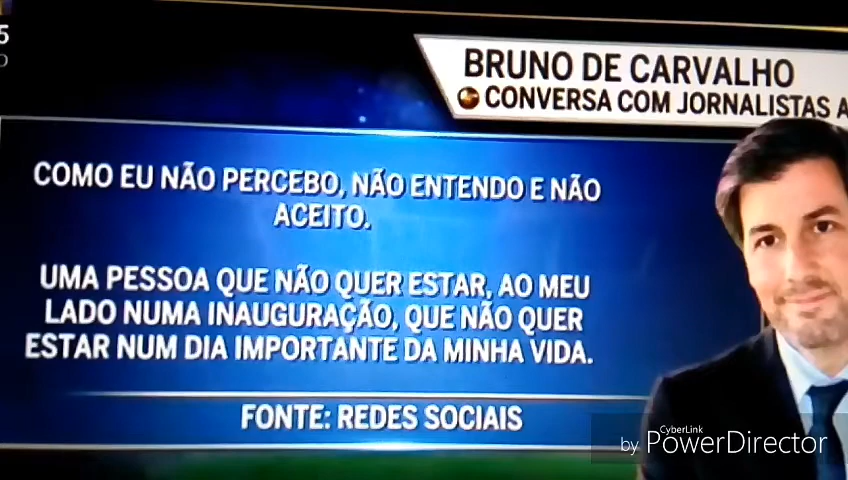 5
BRUNO DE CARVALHO
CONVERSA COM JORNALISTAS A
COMO EU NÃO PERCEBO, NÃO ENTENDO E NÃO
ACEITO.
UMA PESSOA QUE NÃO QUER ESTAR, AO MEU
LADO NUMA INAUGURAÇÃO, QUE NÃO QUER
ESTAR NUM DIA IMPORTANTE DA MINHA VIDA.
FONTE: REDES SOCIAIS
CyberLink
by PowerDirector